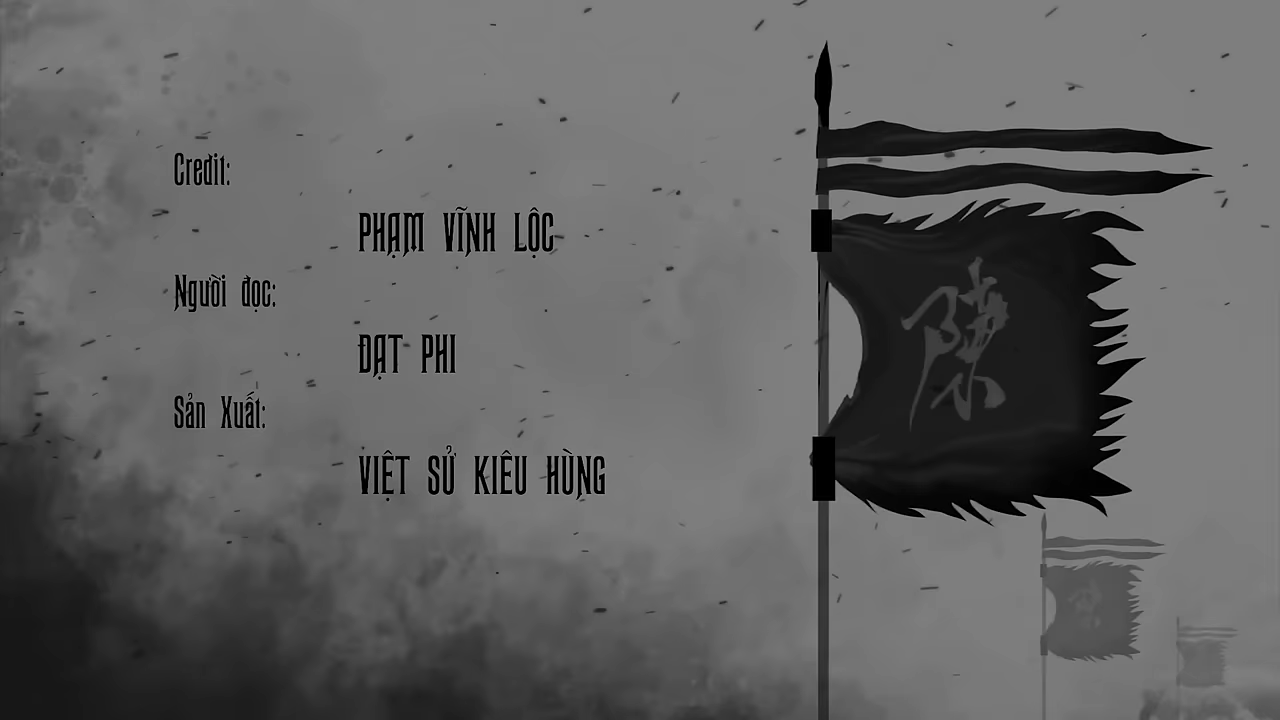 Credit:
PHẠM VĨNH LỘC
Người đọc:
ĐẠT PHI
Sản Xuất:
VIỆT SỬ KIÊU HÙNG
陳